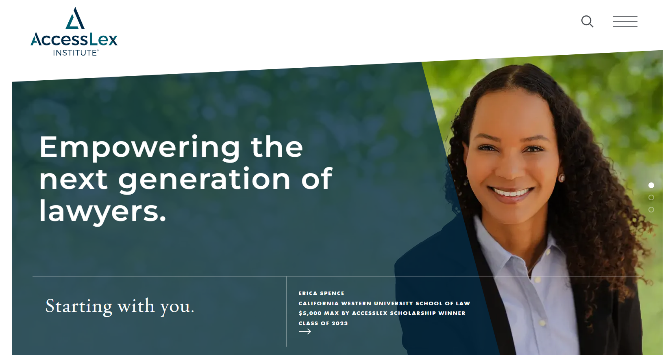 AccessLex
INSTITUTE®
Empowering the
next generation of
lawyers.
Starting with you.
ERICA SPENCE
CALIFORNIA WESTERN UNIVERSITY SCHOOL OF LAW
$5,000 MAX BY ACCESSLEX SCHOLARSHIP WINNER
CLASS OF 2023